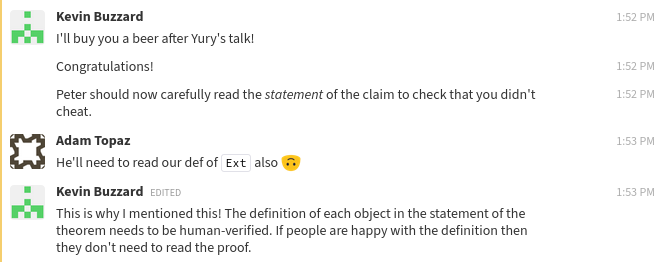 Kevin Buzzard 1:52 PM
I'll buy you a beer after Yury's talk!
Congratulations! 1:52 PM
Peter should now carefully read the statement of the claim to check that you didn't 1:52 PM
cheat.
Adam Topaz 1:53 PM
He'll need to read our def of Ext also 🙃
Kevin Buzzard EDITED 1:53 PM
This is why I mentioned this! The definition of each object in the statement of the
theorem needs to be human-verified. If people are happy with the definition then
they don't need to read the proof.